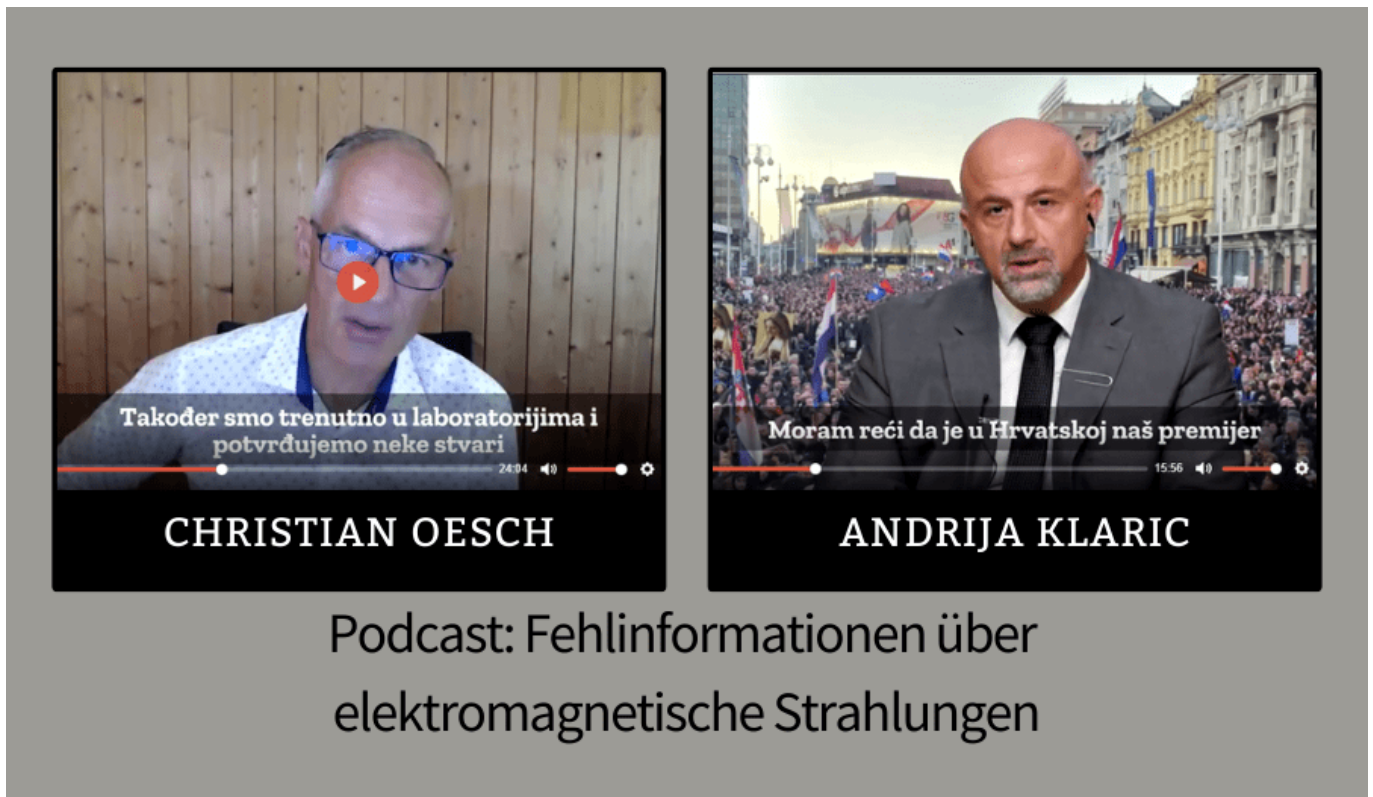 Također smo trenutno u laboratorijima i
potvrđujemo neke stvari
24:04
CHRISTIAN OESCH
Moram reći da je u Hrvatskoj naš premijer
15:56
ANDRIJA KLARIC
Podcast: Fehlinformationen über
elektromagnetische Strahlungen